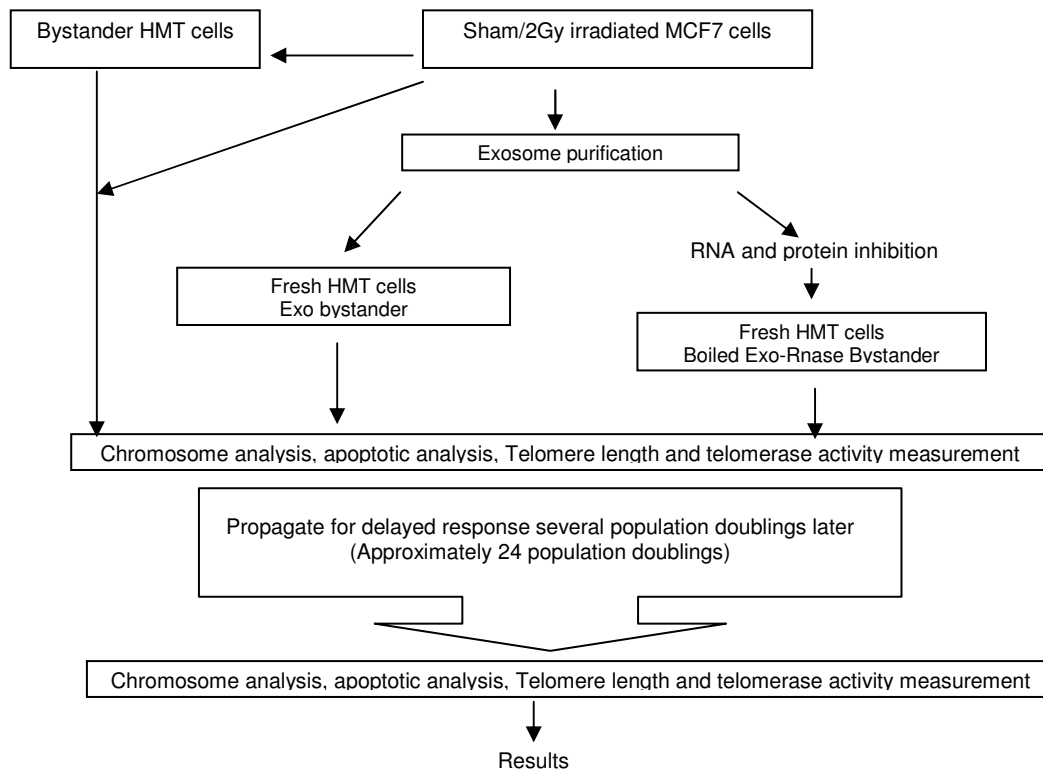 Bystander HMT cells
Sham/2Gy irradiated MCF7 cells
Exosome purification
RNA and protein inhibition
Fresh HMT cells
Exo bystander
Fresh HMT cells
Boiled Exo-Rnase Bystander
Chromosome analysis, apoptotic analysis, Telomere length and telomerase activity measurement
Propagate for delayed response several population doublings later
(Approximately 24 population doublings)
Chromosome analysis, apoptotic analysis, Telomere length and telomerase activity measurement
Results